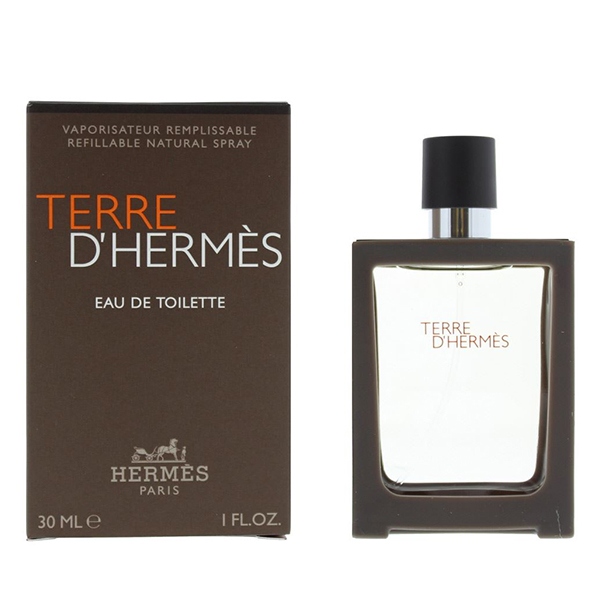 VAPORISATEUR REMPLISSABLE
REFILLABLE NATURAL SPRAY
TERRE
D'HERMÈS
EAU DE TOILETTE
HERMÈS
PARIS
30 ML ℮
1 FL.OZ.
TERRE
D'HERMÈS